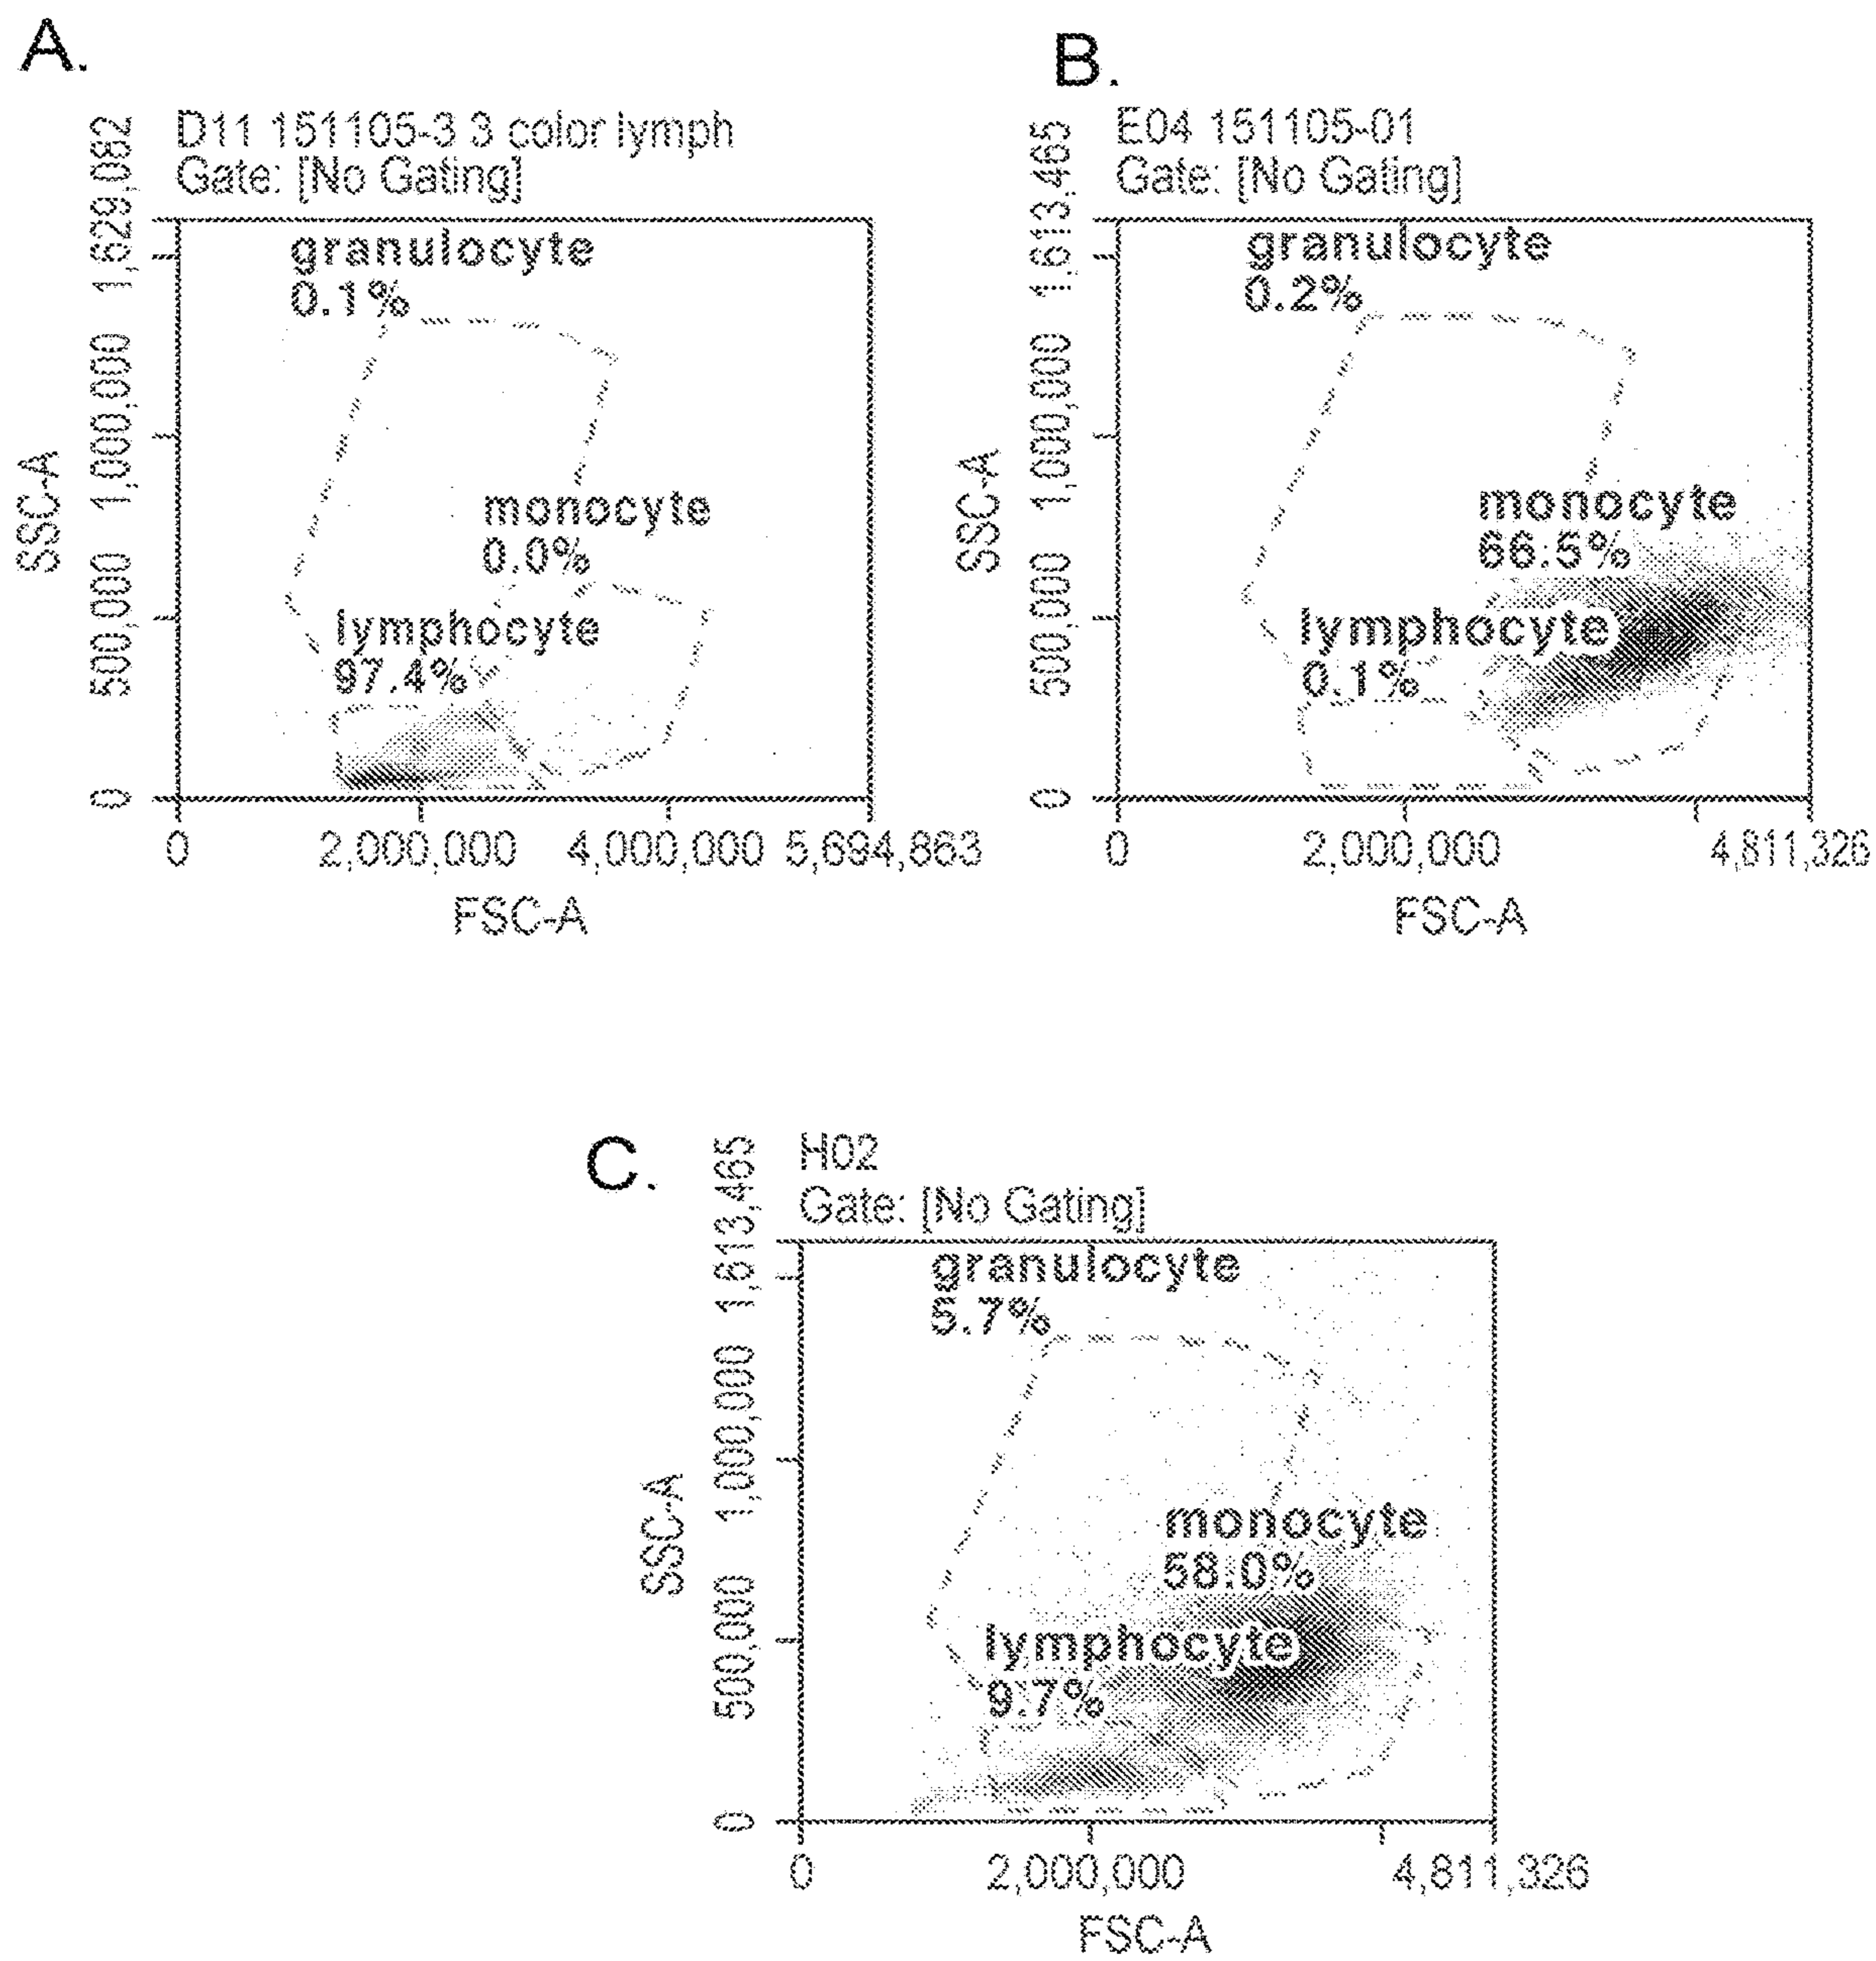 A.
D11 151105-3 3 color lymph
Gate: [No Gating]
granulocyte
0.1%
monocyte
0.0%
lymphocyte
97.4%
SSC-A
0
500,000
1,000,000
1,629,082
0
2,000,000
4,000,000
5,694,863
FSC-A
B.
E04 151105-01
Gate: [No Gating]
granulocyte
0.2%
monocyte
66.5%
lymphocyte
0.1%
SSC-A
0
500,000
1,000,000
1,613,465
0
2,000,000
4,811,326
FSC-A
C.
H02
Gate: [No Gating]
granulocyte
5.7%
monocyte
58.0%
lymphocyte
9.7%
SSC-A
0
500,000
1,000,000
1,613,465
0
2,000,000
4,811,326
FSC-A